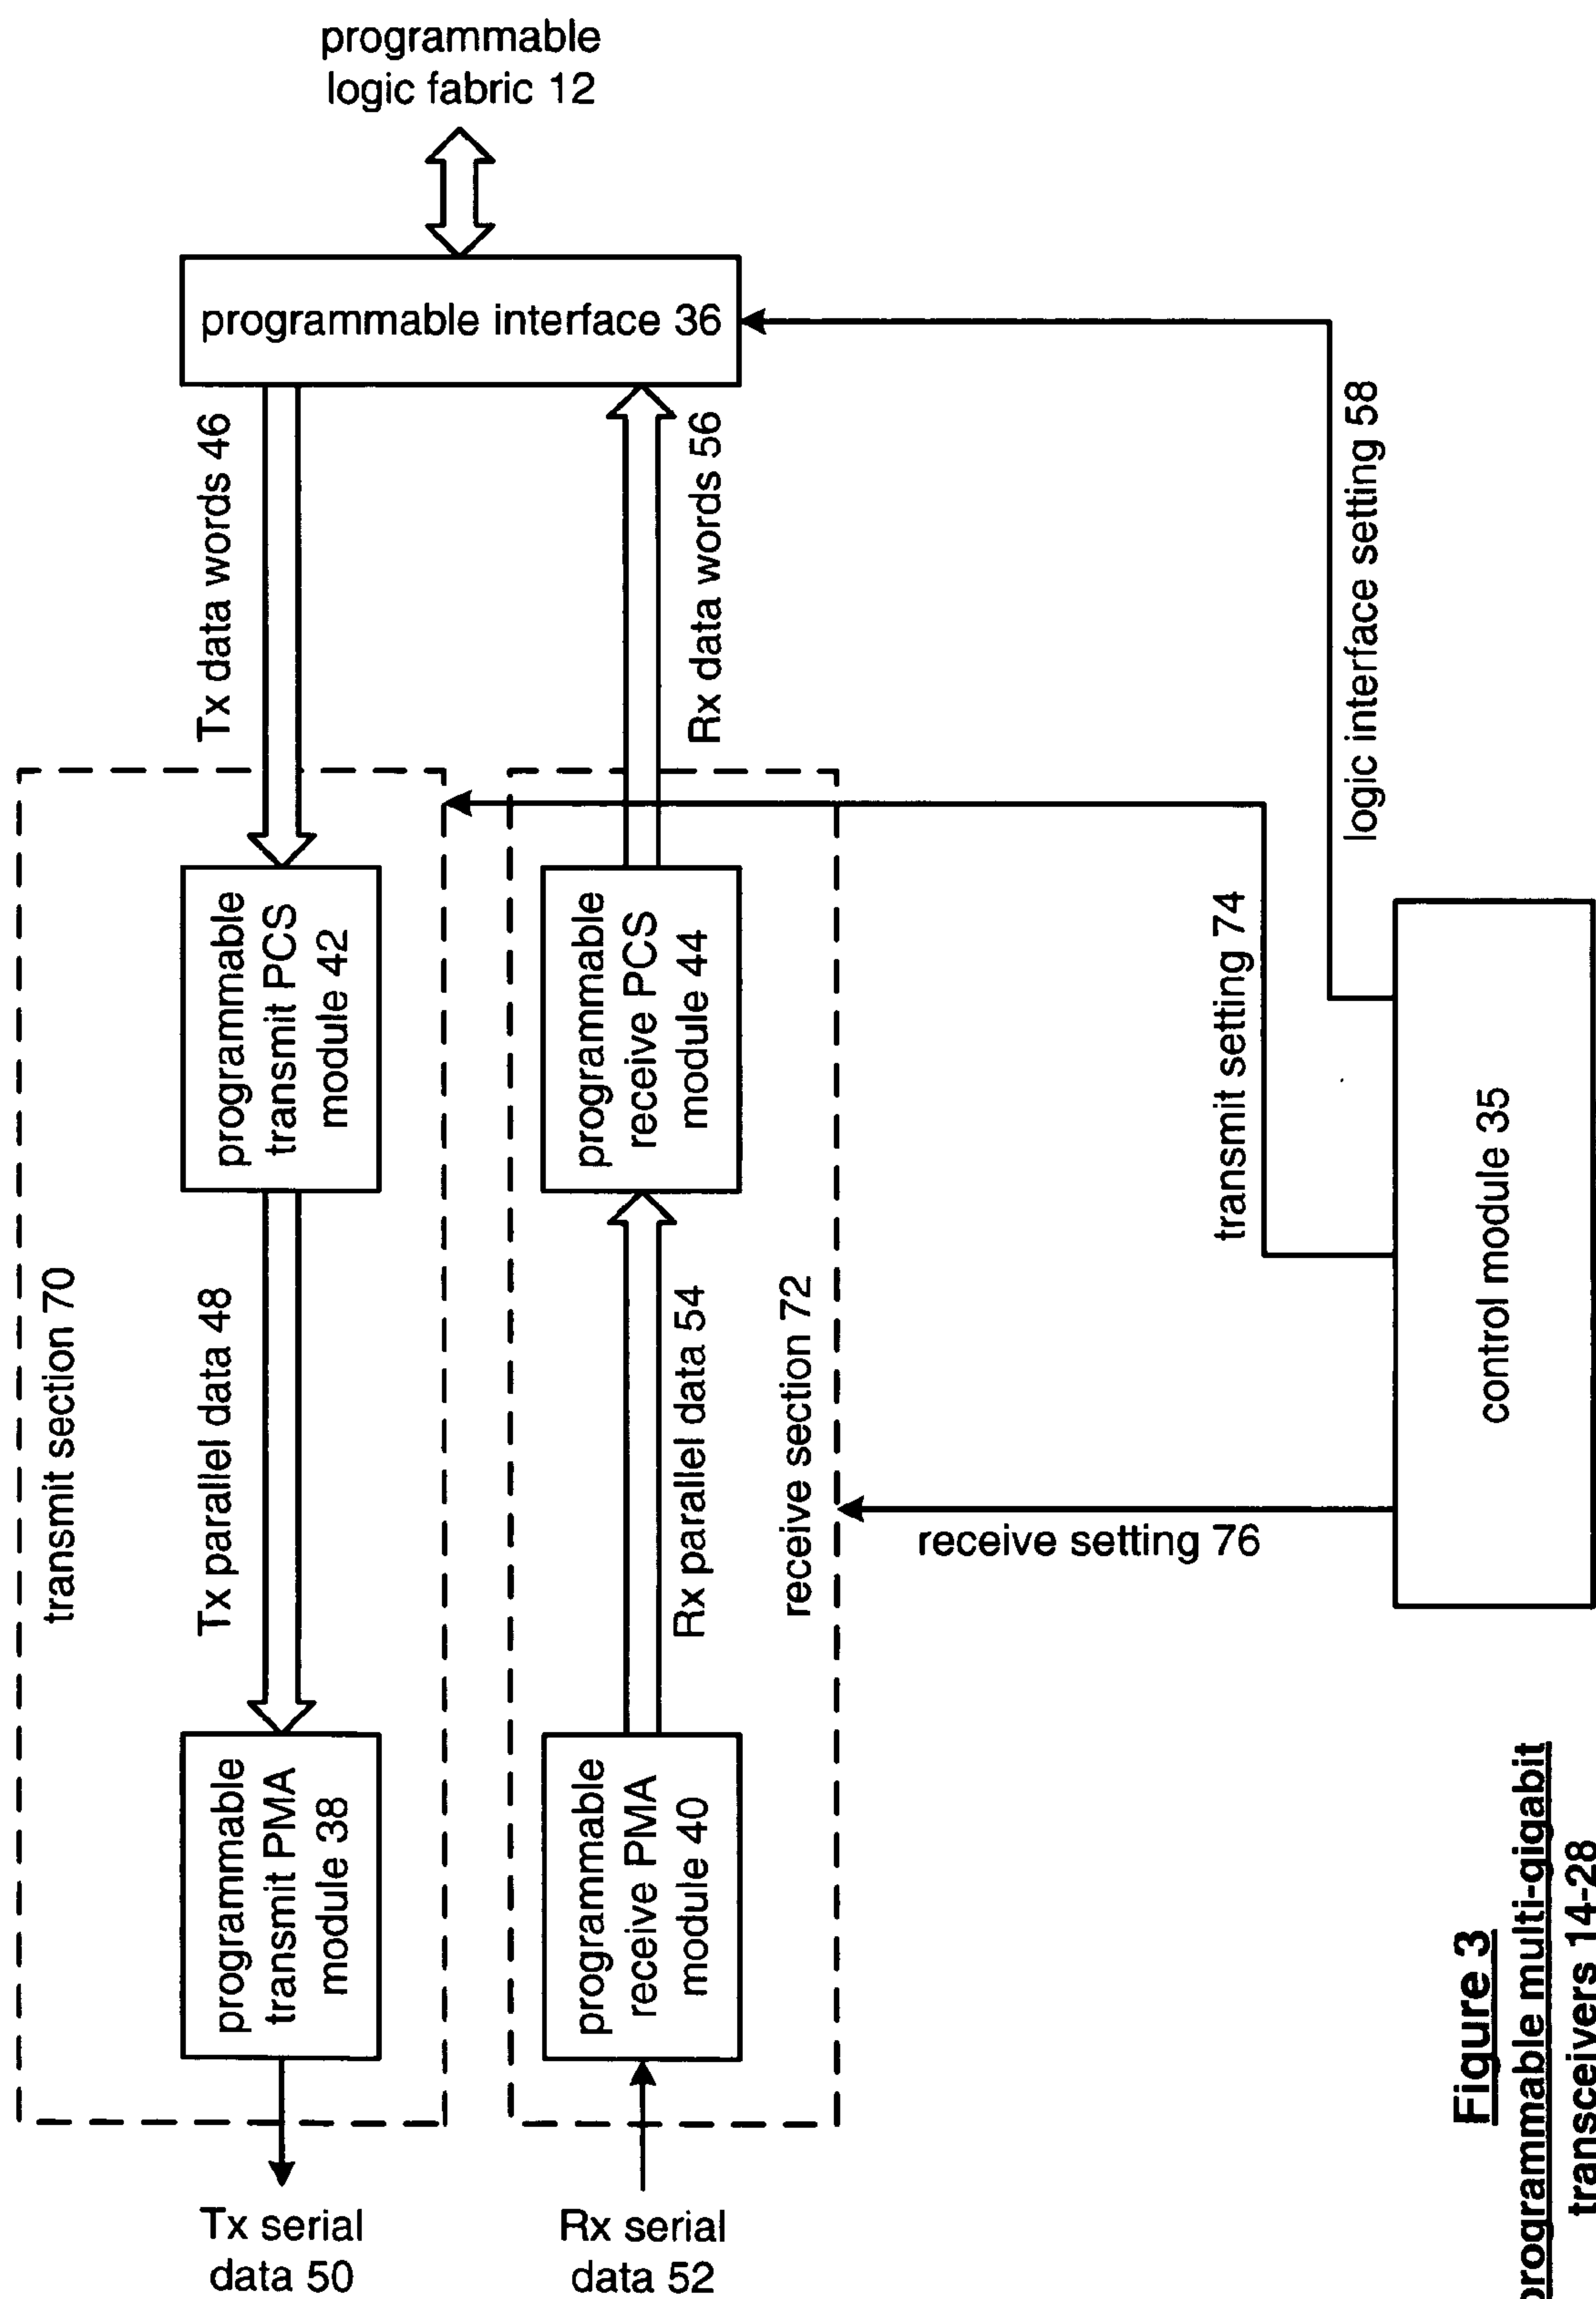 programmable
logic fabric 12
programmable interface 36
Tx data words 46
Rx data words 56
logic interface setting 58
transmit section 70
programmable
transmit PCS
module 42
programmable
receive PCS
module 44
transmit setting 74
Tx parallel data 48
Rx parallel data 54
receive section 72
receive setting 76
control module 35
programmable
transmit PMA
module 38
programmable
receive PMA
module 40
Tx serial
data 50
Rx serial
data 52
Figure 3
programmable multi-gigabit
transceivers 14-28